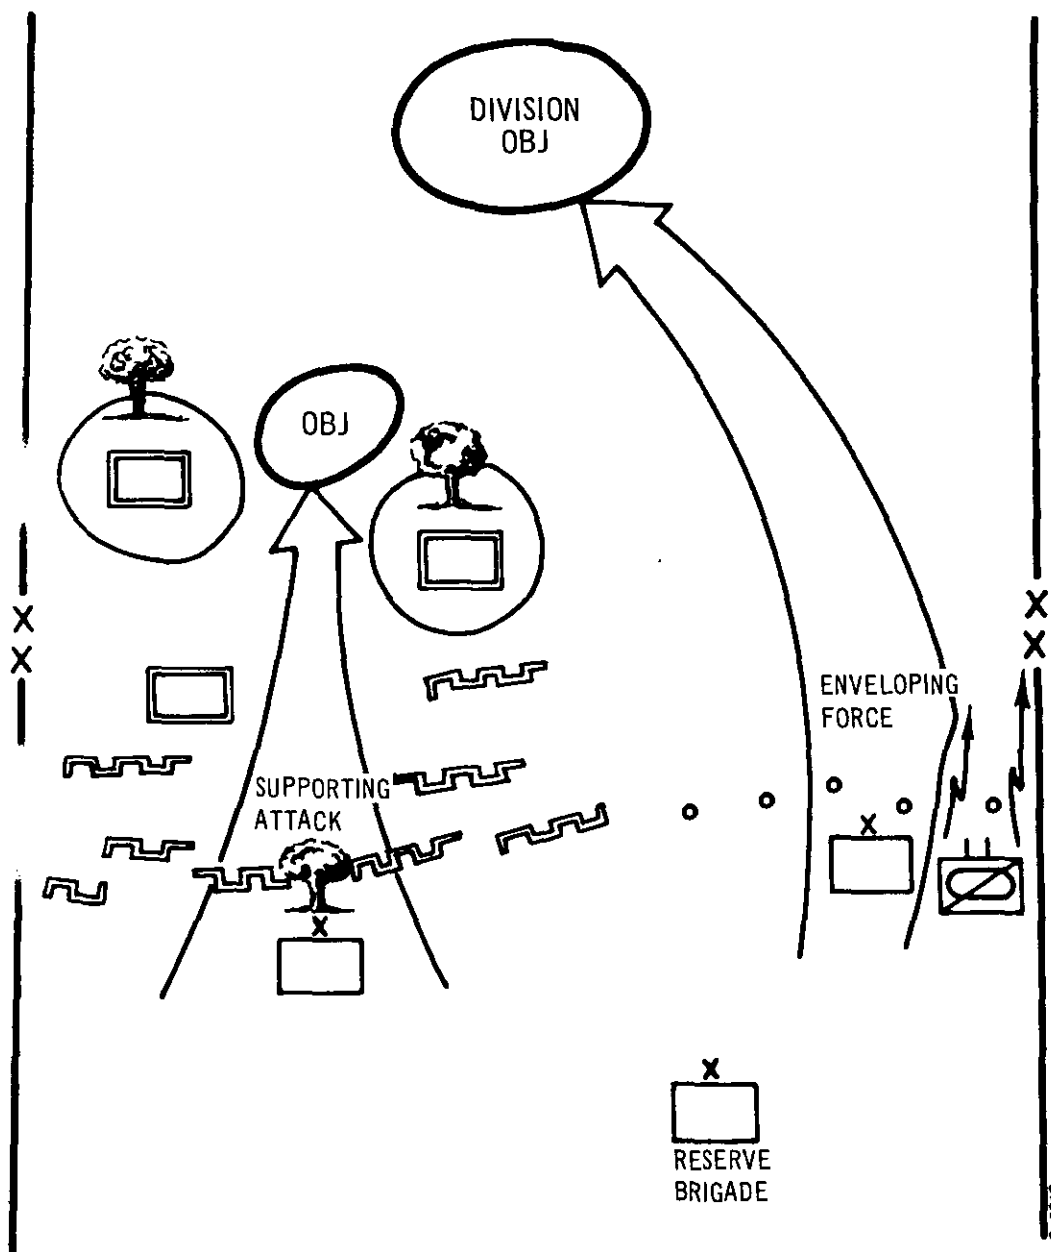 DIVISION
OBJ
OBJ
X
X
X
X
ENVELOPING
FORCE
SUPPORTING
ATTACK
X
X
X
RESERVE
BRIGADE